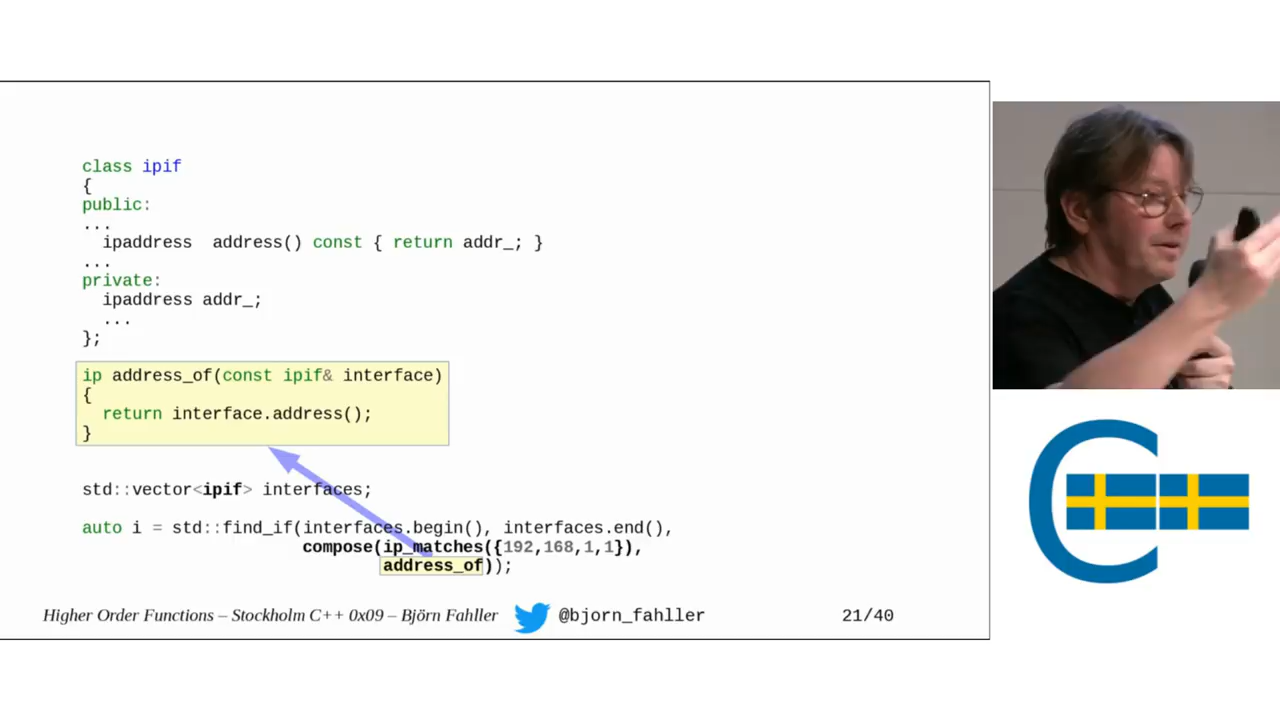 class ipif
{
public:
...
ipaddress address() const { return addr_; }
...
private:
ipaddress addr_;
...
};
ip address_of(const ipif& interface)
{
return interface.address();
}
std::vector<ipif> interfaces;
auto i = std::find_if(interfaces.begin(), interfaces.end(),
compose(ip_matches({192,168,1,1}),
address_of));
Higher Order Functions – Stockholm C++ 0x09 – Björn Fahller @bjorn_fahller 21/40
C